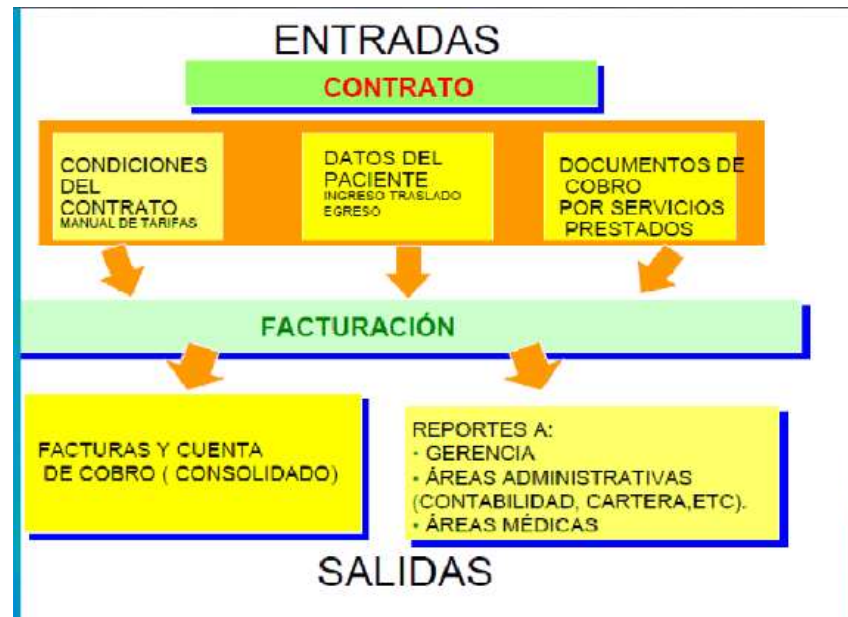 ENTRADAS
CONTRATO
CONDICIONES
DEL
CONTRATO
MANUAL DE TARIFAS
DATOS DEL
PACIENTE
INGRESO TRASLADO
EGRESO
DOCUMENTOS DE
COBRO
POR SERVICIOS
PRESTADOS
FACTURACIÓN
FACTURAS Y CUENTA
DE COBRO ( CONSOLIDADO)
REPORTES A:
• GERENCIA
• ÁREAS ADMINISTRATIVAS
(CONTABILIDAD, CARTERA,ETC).
• ÁREAS MÉDICAS
SALIDAS